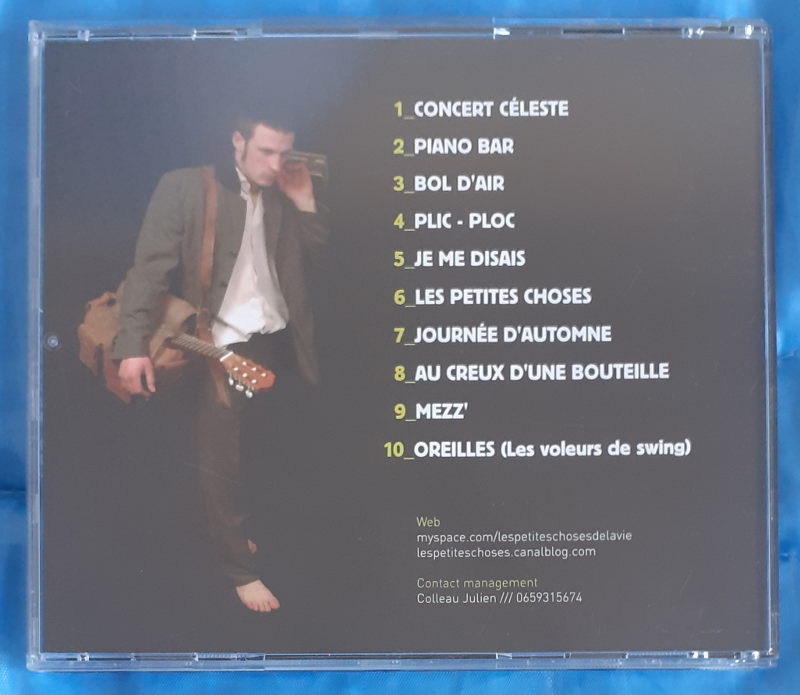 1_CONCERT CÉLESTE
2_PIANO BAR
3_BOL D'AIR
4_PLIC - PLOC
5_JE ME DISAIS
6_LES PETITES CHOSES
7_JOURNÉE D'AUTOMNE
8_AU CREUX D'UNE BOUTEILLE
9_MEZZ'
10_OREILLES (Les voleurs de swing)
Web
myspace.com/lespetiteschosesdelavie
lespetiteschoses.canalblog.com
Contact management
Colleau Julien /// 0659315674